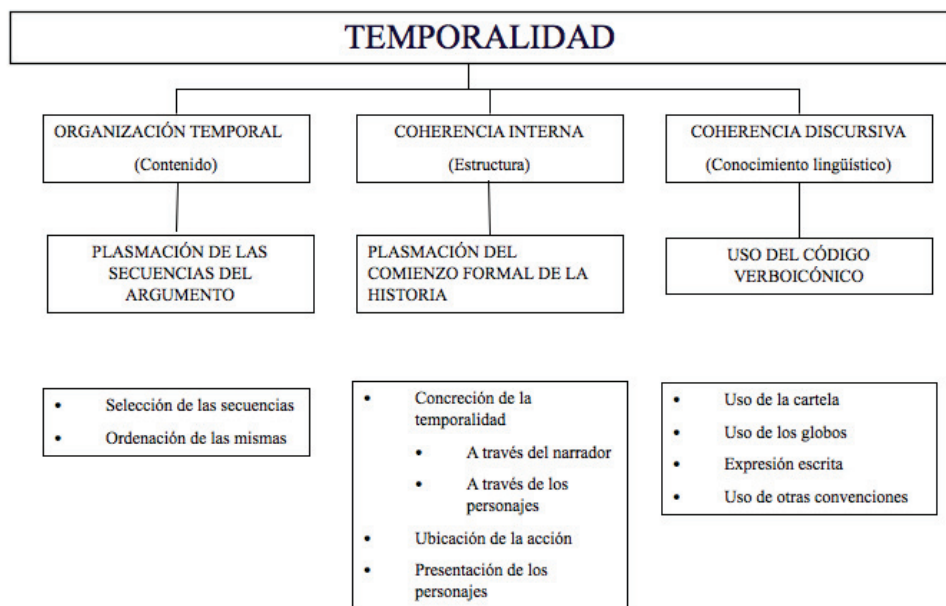 TEMPORALIDAD
ORGANIZACIÓN TEMPORAL
(Contenido)
COHERENCIA INTERNA
(Estructura)
COHERENCIA DISCURSIVA
(Conocimiento lingüístico)
PLASMACIÓN DE LAS
SECUENCIAS DEL
ARGUMENTO
PLASMACIÓN DEL
COMIENZO FORMAL DE LA
HISTORIA
USO DEL CÓDIGO
VERBOICÓNICO
• Selección de las secuencias
• Ordenación de las mismas
• Concreción de la
temporalidad
• A través del narrador
• A través de los
personajes
• Ubicación de la acción
• Presentación de los
personajes
• Uso de la cartela
• Uso de los globos
• Expresión escrita
• Uso de otras convenciones